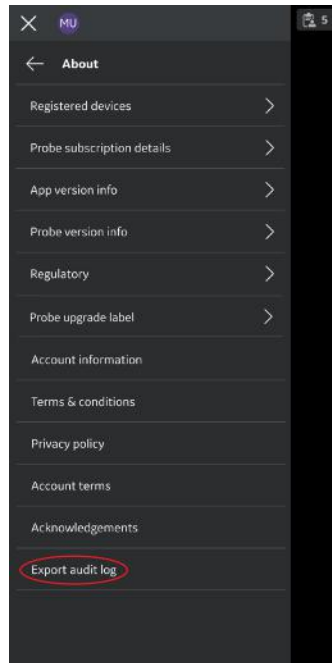 MU
5
About
Registered devices
Probe subscription details
App version info
Probe version info
Regulatory
Probe upgrade label
Account information
Terms & conditions
Privacy policy
Account terms
Acknowledgements
Export audit log